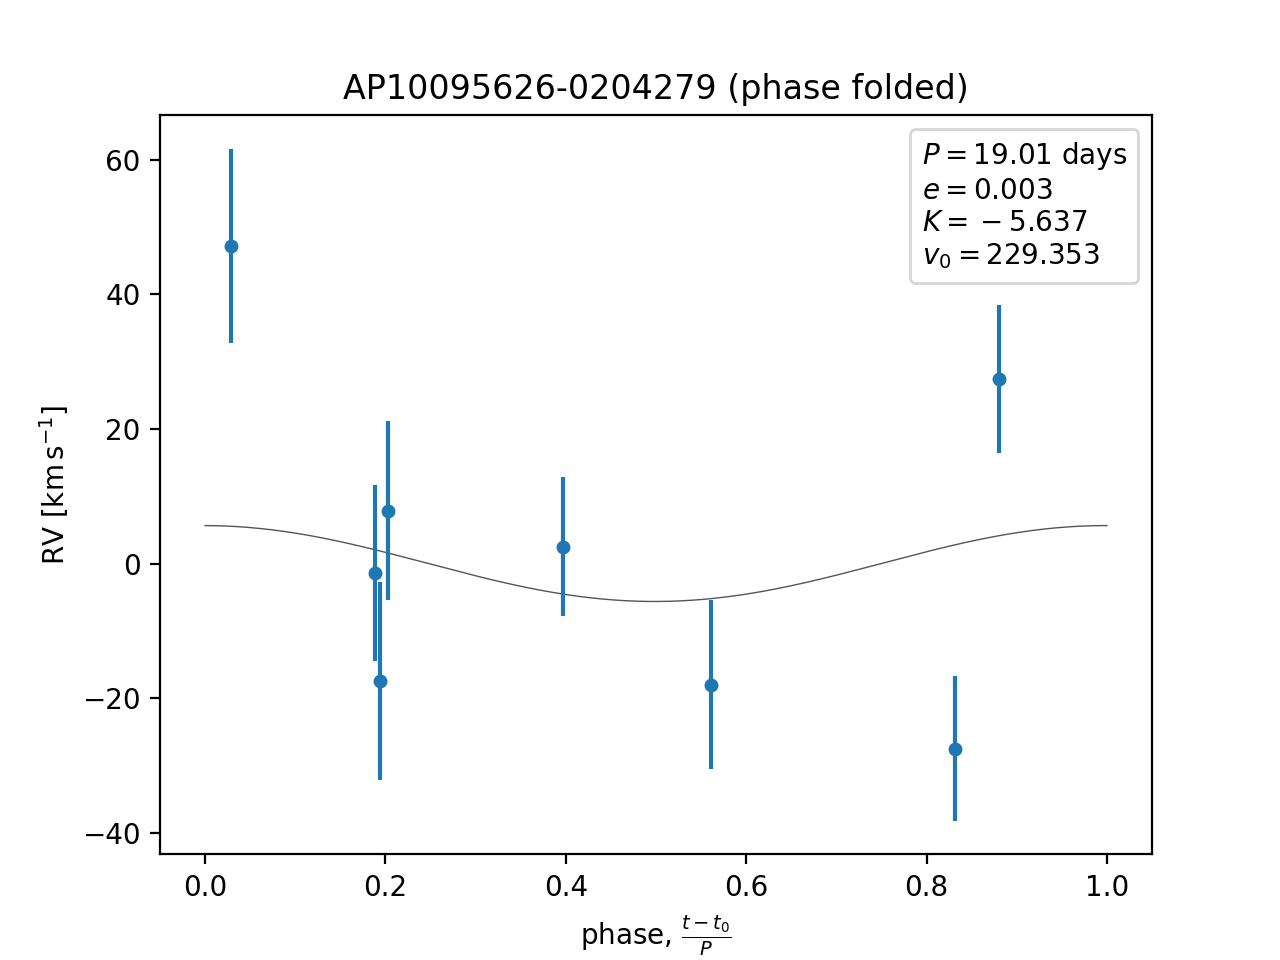 AP10095626-0204279 (phase folded)
P = 19.01 days
e = 0.003
K = −5.637
v₀ = 229.353
60
40
20
0
−20
−40
RV [km s⁻¹]
0.0 0.2 0.4 0.6 0.8 1.0
phase, (t − t₀)/P